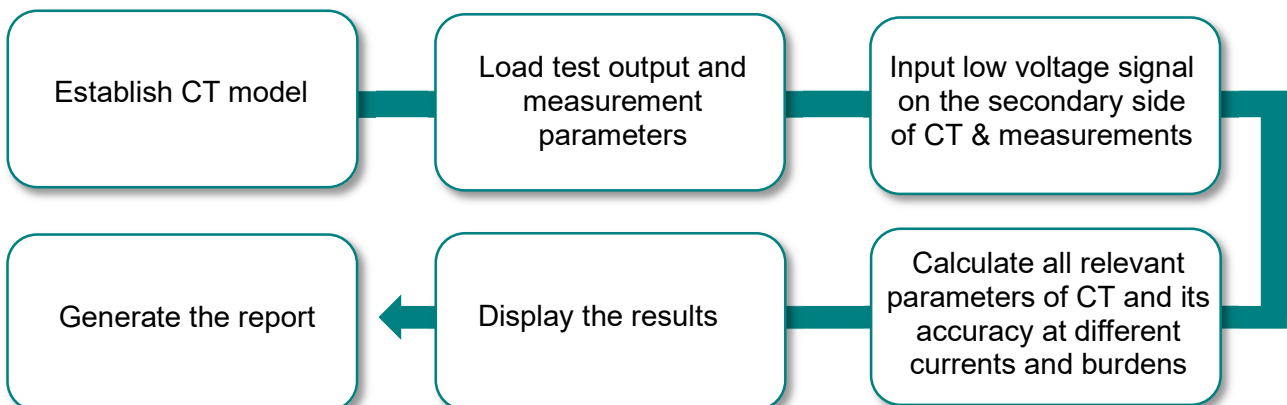 Establish CT model
Load test output and
measurement
parameters
Input low voltage signal
on the secondary side
of CT & measurements
Calculate all relevant
parameters of CT and its
accuracy at different
currents and burdens
Display the results
Generate the report